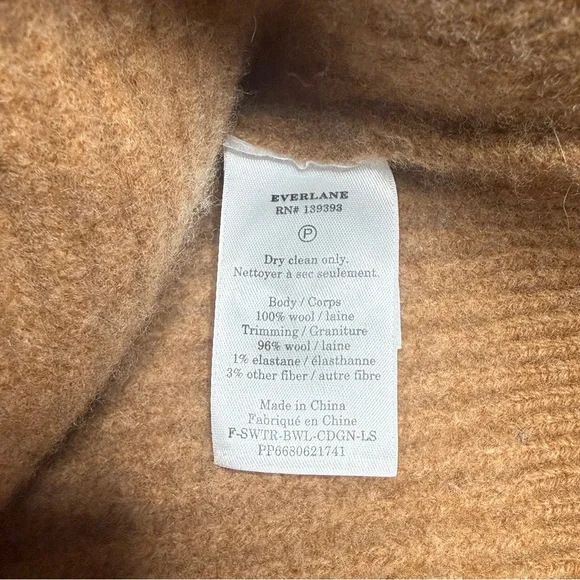 EVERLANE
RN# 139393
P
Dry clean only.
Nettoyer à sec seulement.
Body / Corps
100% wool / laine
Trimming / Graniture
96% wool / laine
1% elastane / élasthanne
3% other fiber / autre fibre
Made in China
Fabriqué en Chine
F-SWTR-BWL-CDGN-LS
PP6680621741